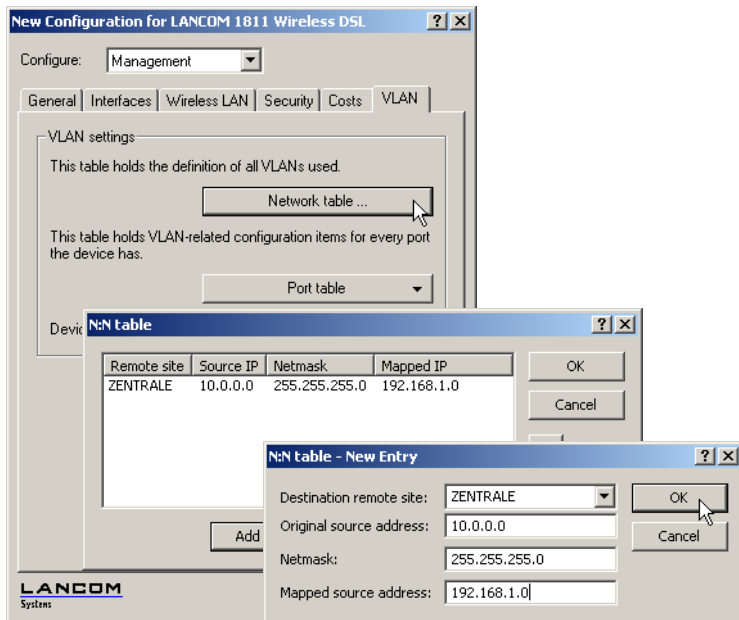 New Configuration for LANCOM 1811 Wireless DSL
Configure: Management
General Interfaces Wireless LAN Security Costs VLAN
VLAN settings
This table holds the definition of all VLANs used.
Network table ...
This table holds VLAN-related configuration items for every port
the device has.
Port table
N:N table
Remote site Source IP Netmask Mapped IP
ZENTRALE 10.0.0.0 255.255.255.0 192.168.1.0
OK
Cancel
Add
N:N table - New Entry
Destination remote site: ZENTRALE
Original source address: 10.0.0.0
Netmask: 255.255.255.0
Mapped source address: 192.168.1.0
OK
Cancel
LANCOM
Systems